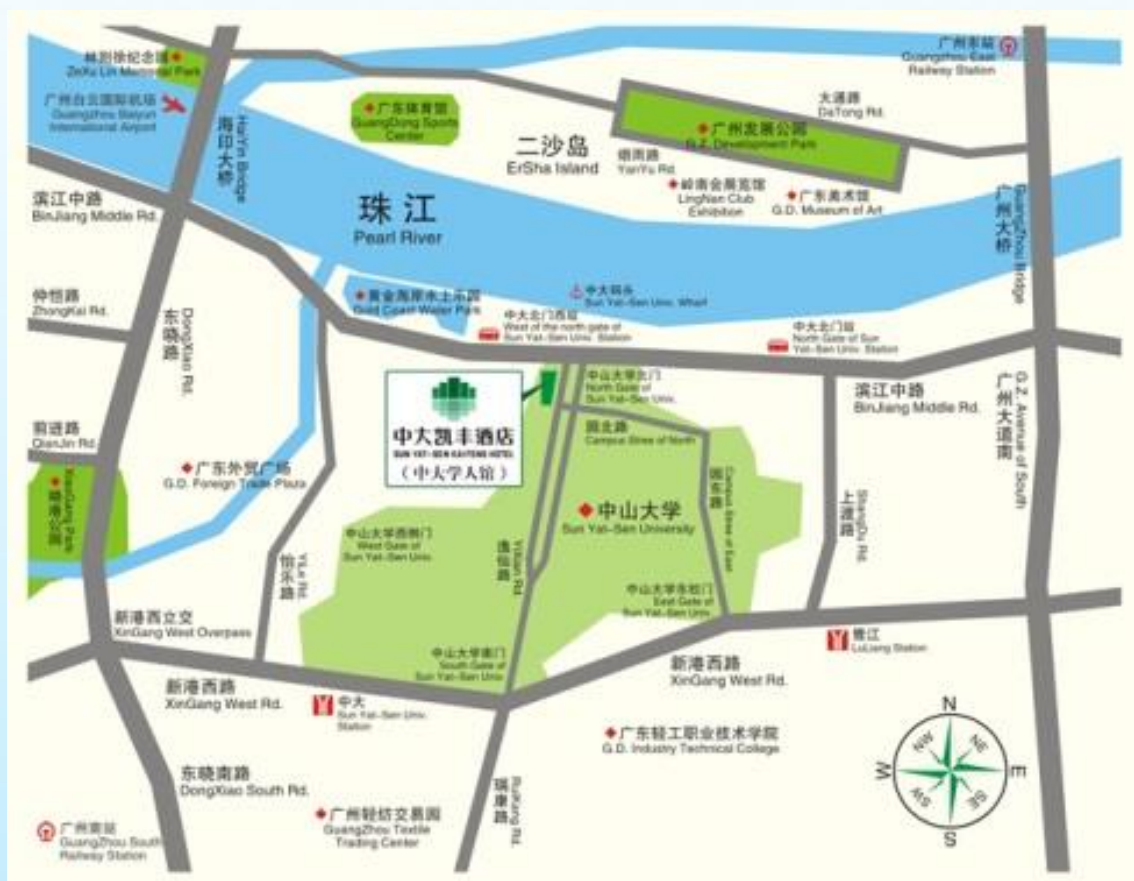 林则徐纪念园
ZeXu Lin Memorial Park
广州白云国际机场
Guangzhou Baiyun
International Airport
海印大桥
HaiYin Bridge
广东体育馆
GuangDong Sports
Center
二沙岛
ErSha Island
烟雨路
YanYu Rd.
广州发展公园
G.Z. Development Park
大通路
DaTong Rd.
广州东站
Guangzhou East
Railway Station
岭南会展览馆
LingNan Club
Exhibition
广东美术馆
G.D. Museum of Art
广州大桥
GuangZhou Bridge
滨江中路
BinJiang Middle Rd.
珠江
Pearl River
仲恺路
ZhongKai Rd.
东晓路
DongXiao Rd.
黄金海岸水上乐园
Gold Coast Water Park
中大码头
Sun Yat-Sen Univ. Wharf
中大北门西站
West of the north gate of
Sun Yat-Sen Univ. Station
中大北门站
North Gate of Sun
Yat-Sen Univ. Station
中山大学北门
North Gate of
Sun Yat-Sen Univ.
滨江中路
BinJiang Middle Rd.
广州大道南
G.Z. Avenue of South
中大凯丰酒店
SUN YAT-SEN KAIFENG HOTEL
（中大学人馆）
园北路
Campus Stree of North
园东路
Campus Stree of East
前进路
QianJin Rd.
晓港公园
XiaoGang Park
广东外贸广场
G.D. Foreign Trade Plaza
中山大学
Sun Yat-Sen University
上渡路
ShangDu Rd.
中山大学西侧门
West Gate of
Sun Yat-Sen Univ.
怡乐路
YiLe Rd.
逸仙路
YiXian Rd.
中山大学东校门
East Gate of
Sun Yat-Sen Univ.
新港西立交
XinGang West Overpass
中山大学南门
South Gate of
Sun Yat-Sen Univ.
鹭江
LuJiang Station
新港西路
XinGang West Rd.
新港西路
XinGang West Rd.
中大
Sun Yat-Sen Univ.
Station
广东轻工职业技术学院
G.D. Industry Technical College
东晓南路
DongXiao South Rd.
瑞康路
RuiKang Rd.
广州轻纺交易园
GuangZhou Textile
Trading Center
广州南站
GuangZhou South
Railway Station
N
NW
NE
W
E
SW
SE
S